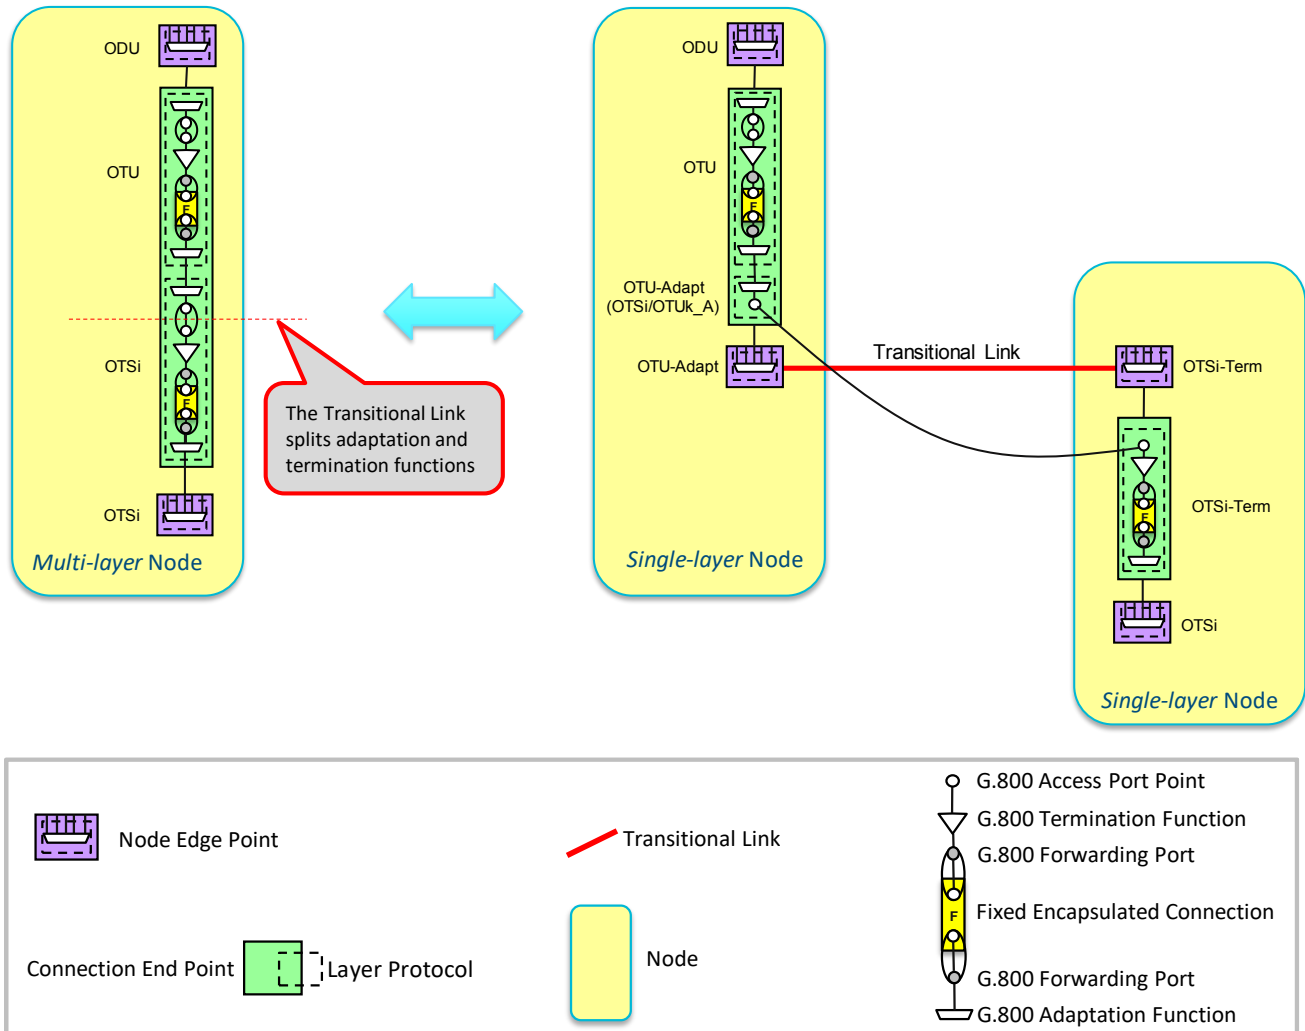 ODU
OTU
OTSi
OTSi
Multi-layer Node
The Transitional Link
splits adaptation and
termination functions
ODU
OTU
OTU-Adapt
(OTSi/OTUk_A)
OTU-Adapt
F
F
F
F
Single-layer Node
Transitional Link
OTSi-Term
OTSi-Term
OTSi
Single-layer Node
Node Edge Point
Connection End Point
Layer Protocol
Transitional Link
Node
G.800 Access Port Point
G.800 Termination Function
G.800 Forwarding Port
F
Fixed Encapsulated Connection
G.800 Forwarding Port
G.800 Adaptation Function